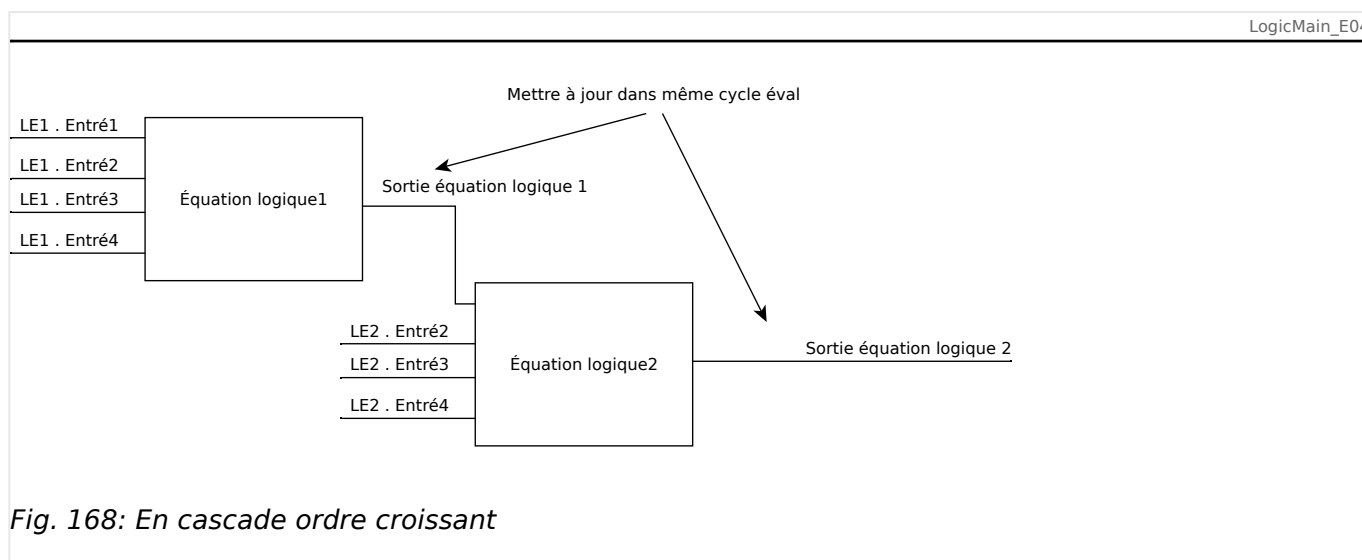 LogicMain_E04
Mettre à jour dans même cycle éval
LE1 . Entré1
LE1 . Entré2
LE1 . Entré3
LE1 . Entré4
Équation logique1
Sortie équation logique 1
LE2 . Entré2
LE2 . Entré3
LE2 . Entré4
Équation logique2
Sortie équation logique 2
Fig. 168: En cascade ordre croissant